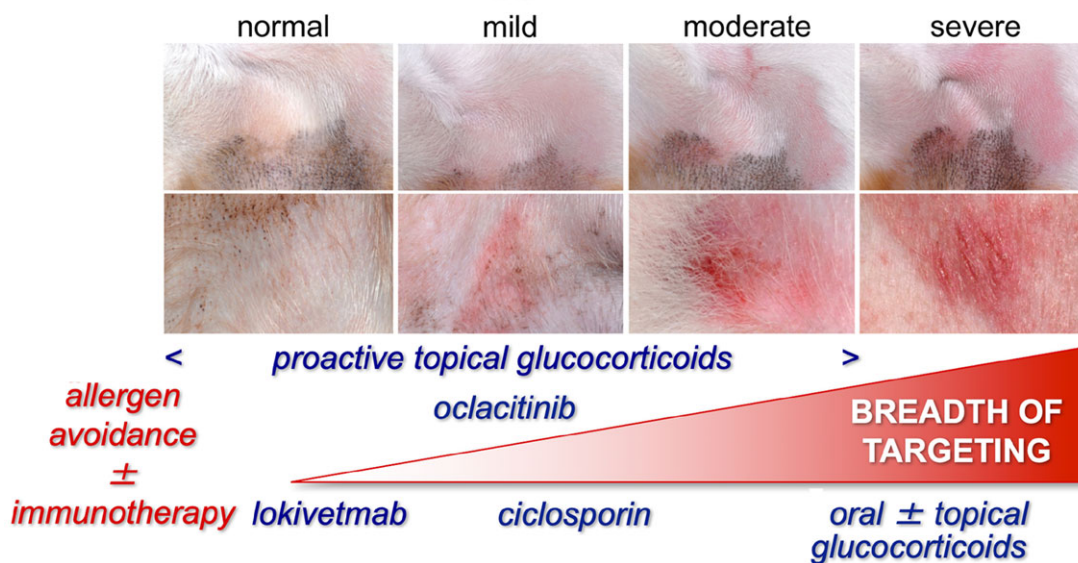 normal mild moderate severe
< proactive topical glucocorticoids >
allergen
avoidance
±
immunotherapy
oclacitinib
BREADTH OF
TARGETING
lokivetmab
ciclosporin
oral ± topical
glucocorticoids